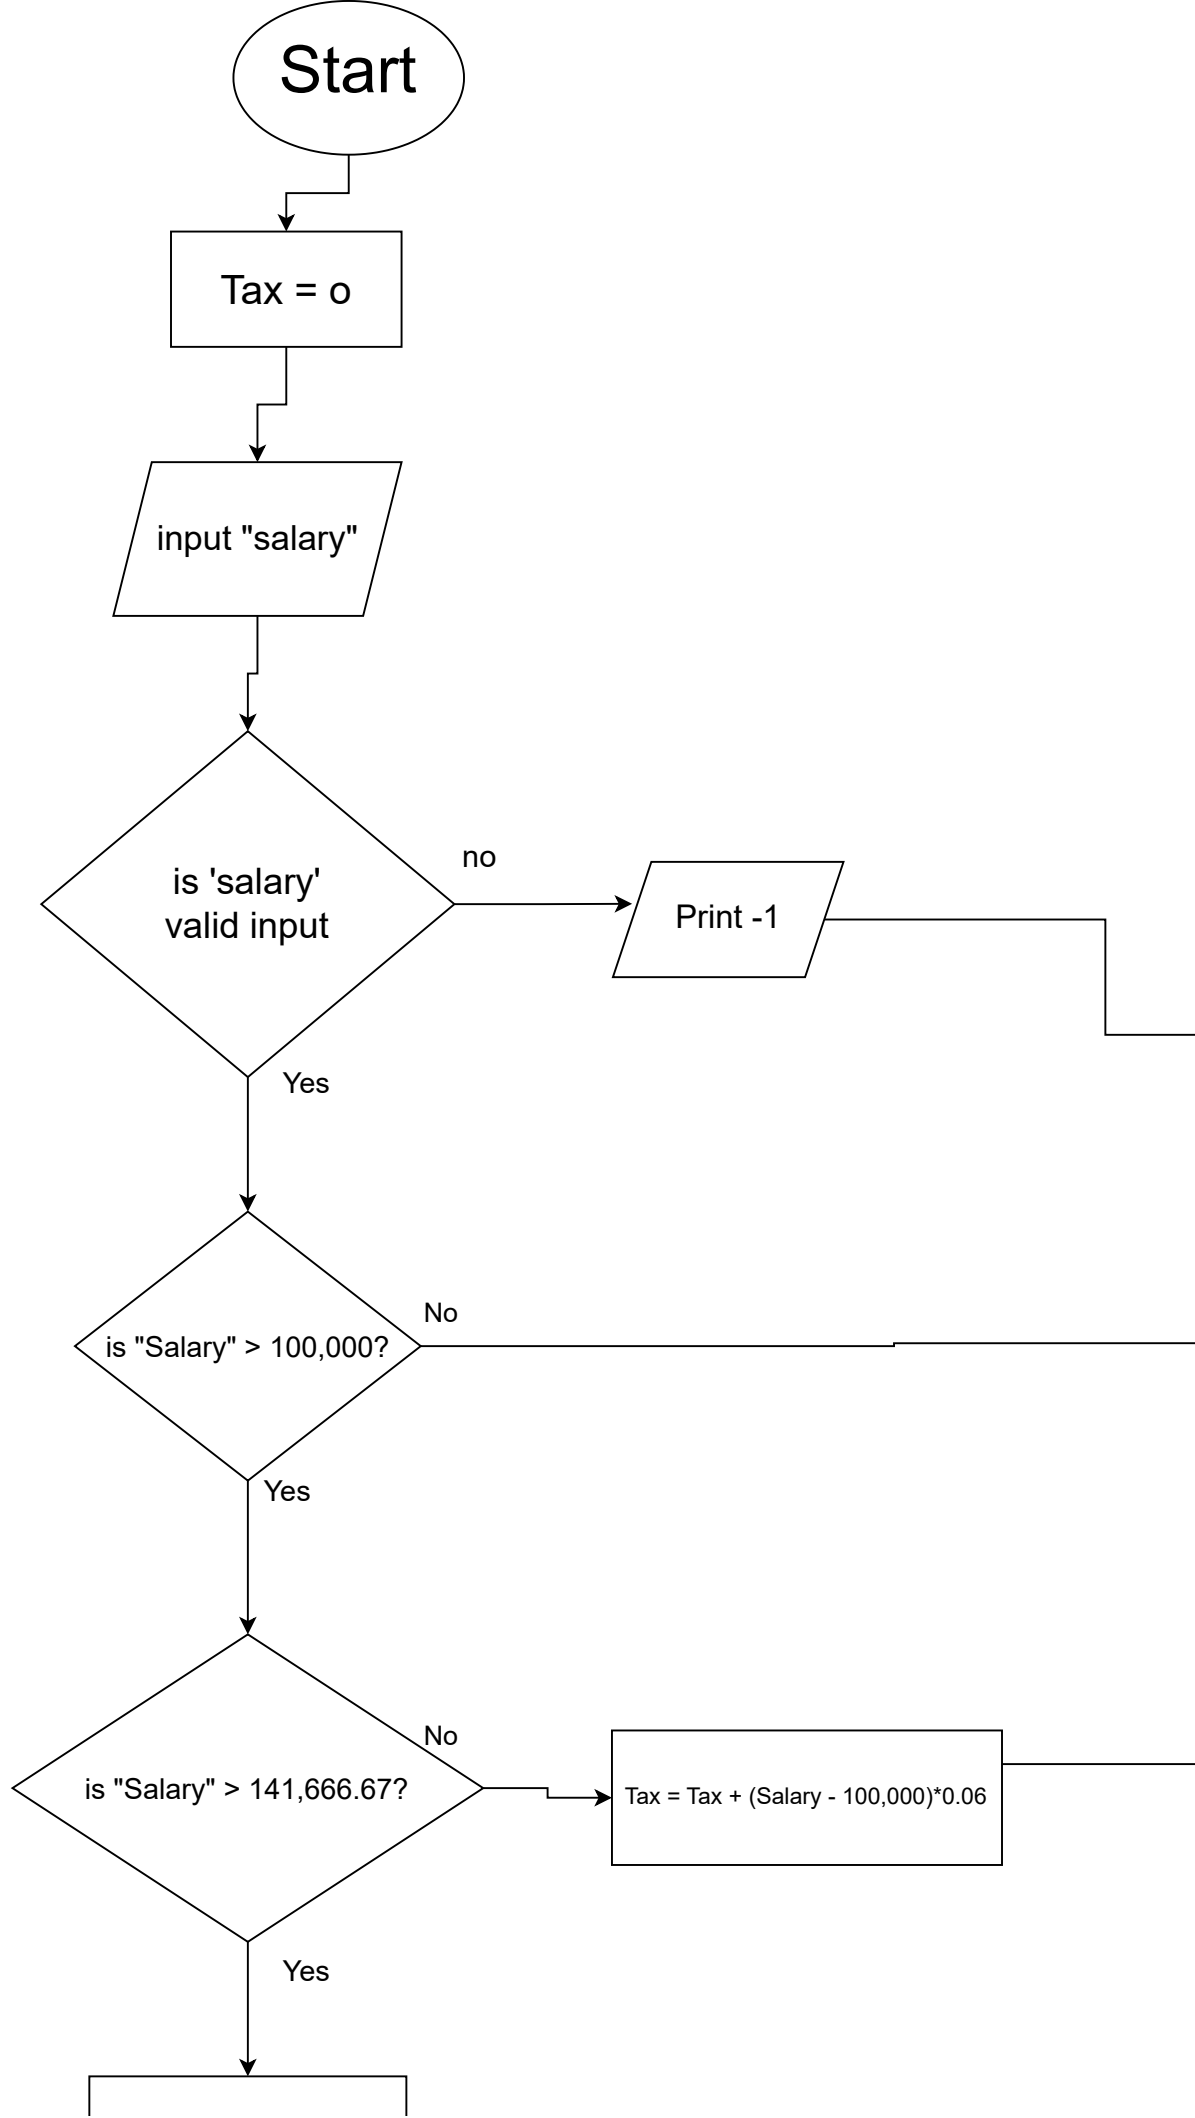 Start
Tax = o
input "salary"
is 'salary'
valid input
no
Print -1
Yes
is "Salary" > 100,000?
No
Yes
is "Salary" > 141,666.67?
No
Tax = Tax + (Salary - 100,000)*0.06
Yes